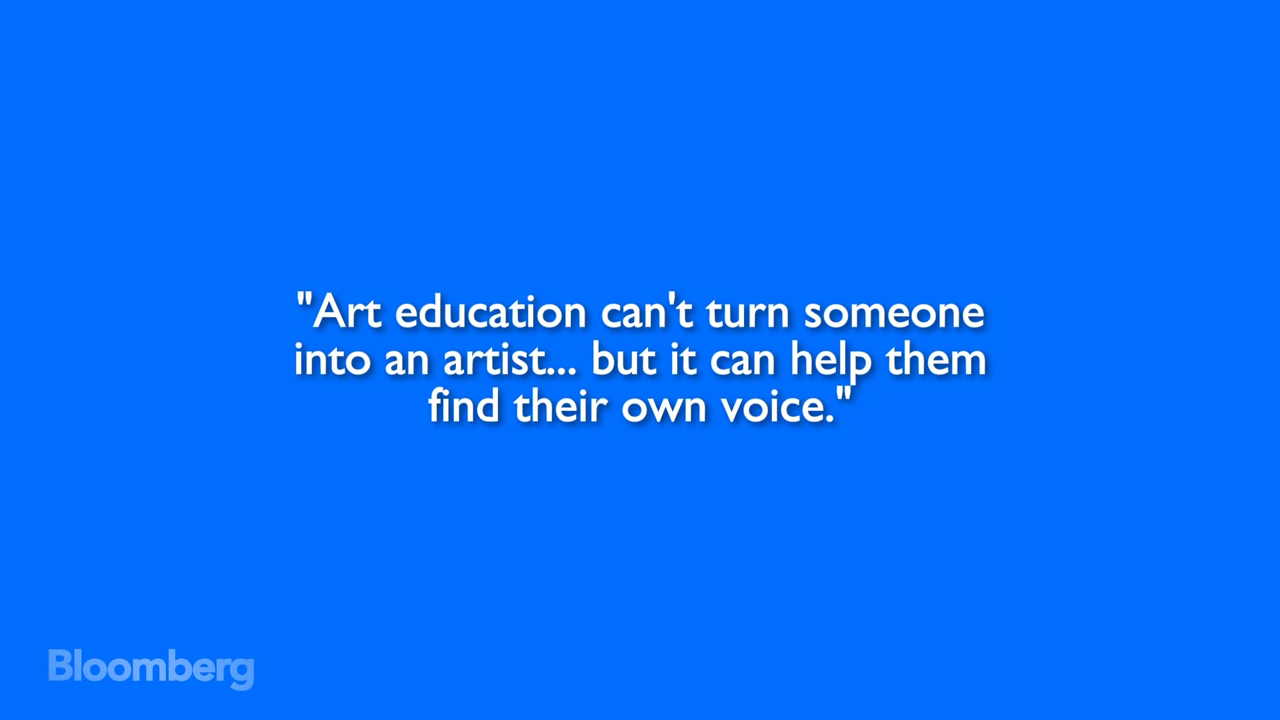 "Art education can't turn someone
into an artist... but it can help them
find their own voice."
Bloomberg